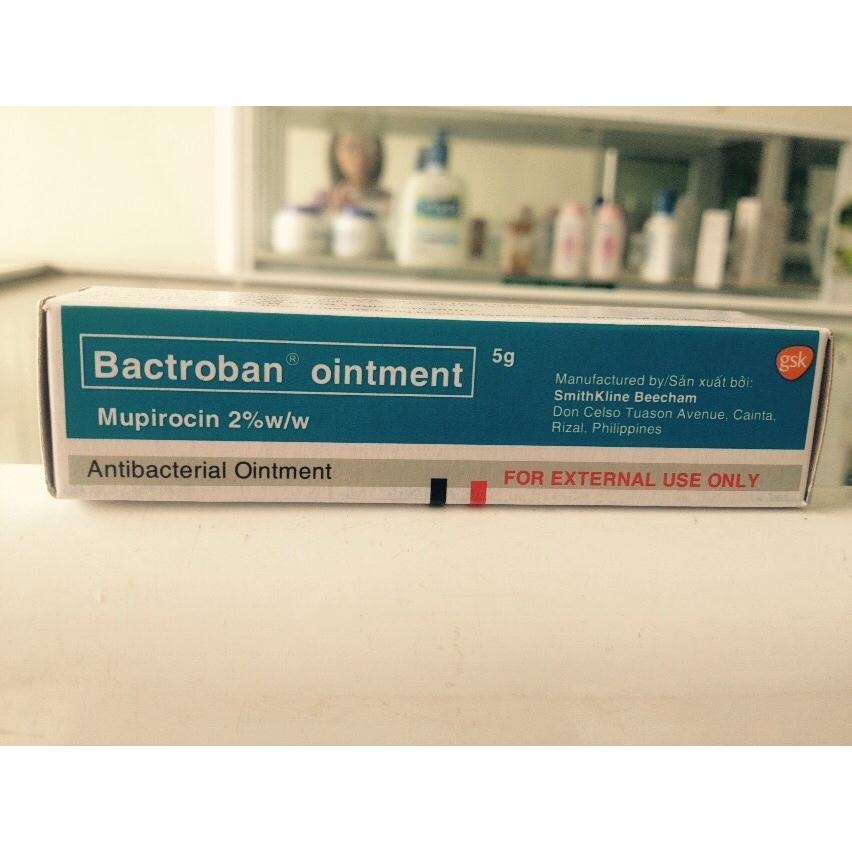 Bactroban® ointment
5g
Mupirocin 2%w/w
gsk
Manufactured by/Sản xuất bởi:
SmithKline Beecham
Don Celso Tuason Avenue, Cainta,
Rizal, Philippines
Antibacterial Ointment
FOR EXTERNAL USE ONLY